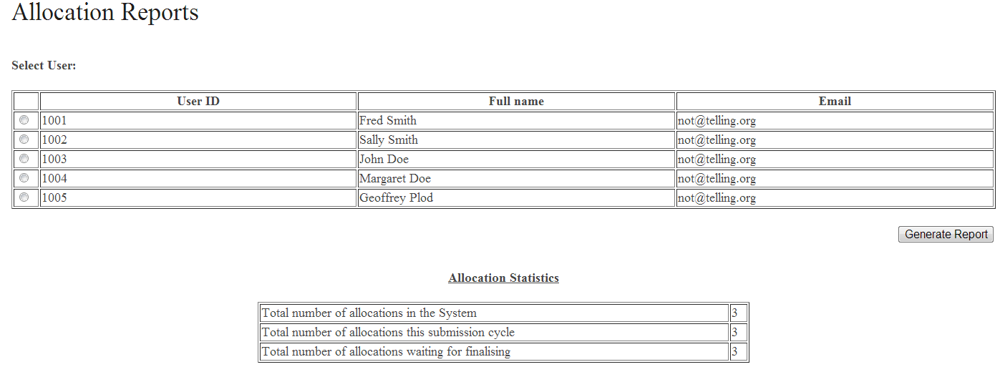 Allocation Reports
Select User:
User ID Full name Email
1001 Fred Smith not@telling.org
1002 Sally Smith not@telling.org
1003 John Doe not@telling.org
1004 Margaret Doe not@telling.org
1005 Geoffrey Plod not@telling.org
Generate Report
Allocation Statistics
Total number of allocations in the System 3
Total number of allocations this submission cycle 3
Total number of allocations waiting for finalising 3